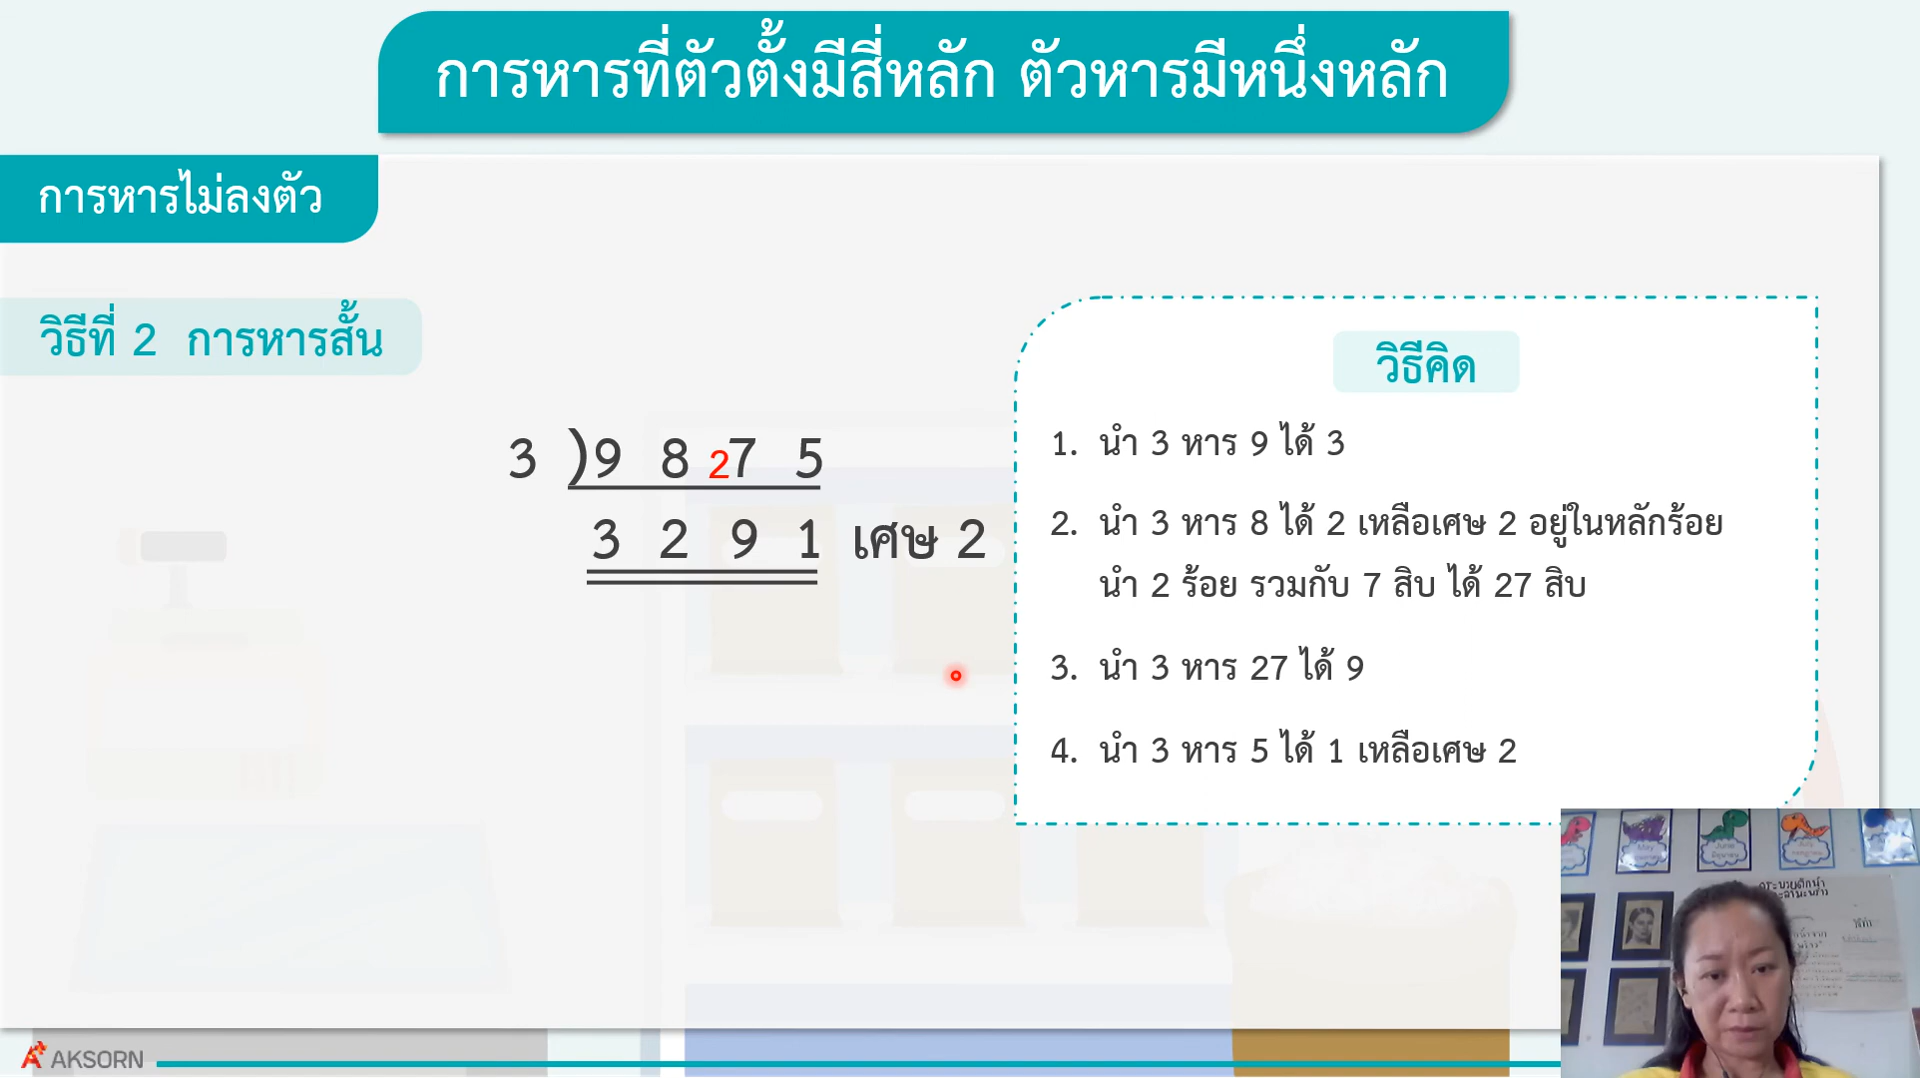 การหารที่ตัวตั้งมีสี่หลัก ตัวหารมีหนึ่งหลัก
การหารไม่ลงตัว
วิธีที่ 2 การหารสั้น
3 ) 9 8 2 7 5
3 2 9 1 เศษ 2
วิธีคิด
1. นำ 3 หาร 9 ได้ 3
2. นำ 3 หาร 8 ได้ 2 เหลือเศษ 2 อยู่ในหลักร้อย
นำ 2 ร้อย รวมกับ 7 สิบ ได้ 27 สิบ
3. นำ 3 หาร 27 ได้ 9
4. นำ 3 หาร 5 ได้ 1 เหลือเศษ 2
May
June
AKSORN